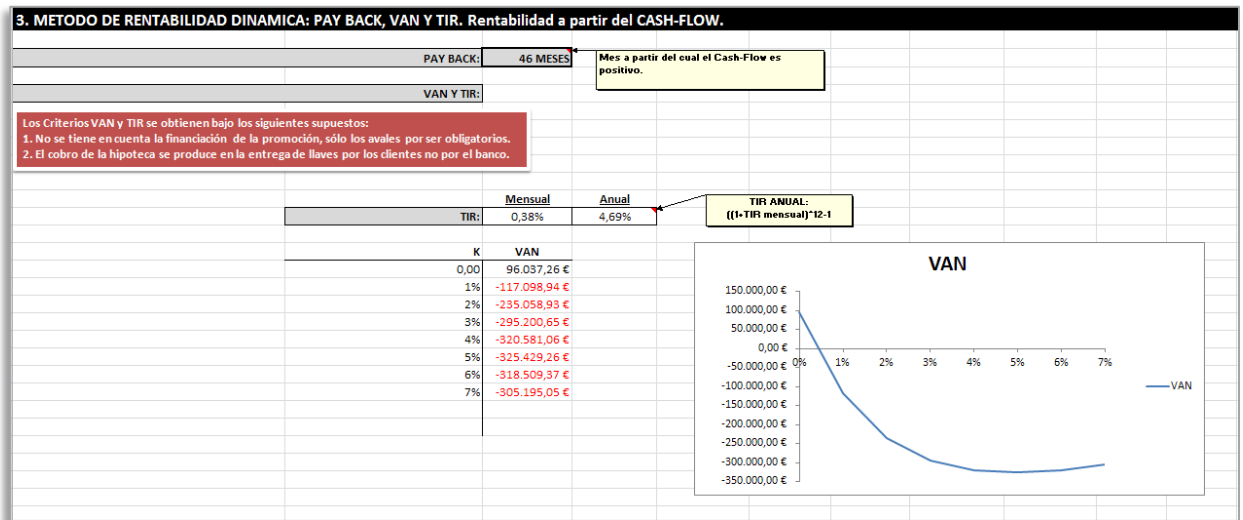 3. METODO DE RENTABILIDAD DINAMICA: PAY BACK, VAN Y TIR. Rentabilidad a partir del CASH-FLOW.
PAY BACK: 46 MESES
Mes a partir del cual el Cash-Flow es
positivo.
VAN Y TIR:
Los Criterios VAN y TIR se obtienen bajo los siguientes supuestos:
1. No se tiene en cuenta la financiación de la promoción, sólo los avales por ser obligatorios.
2. El cobro de la hipoteca se produce en la entrega de llaves por los clientes no por el banco.
Mensual Anual
TIR: 0,38% 4,69%
TIR ANUAL:
((1+TIR mensual)^12-1
K VAN
0,00 96.037,26 €
1% -117.098,94 €
2% -235.058,93 €
3% -295.200,65 €
4% -320.581,06 €
5% -325.429,26 €
6% -318.509,37 €
7% -305.195,05 €
VAN
150.000,00 €
100.000,00 €
50.000,00 €
0,00 €
-50.000,00 €
-100.000,00 €
-150.000,00 €
-200.000,00 €
-250.000,00 €
-300.000,00 €
-350.000,00 €
0% 1% 2% 3% 4% 5% 6% 7%
VAN